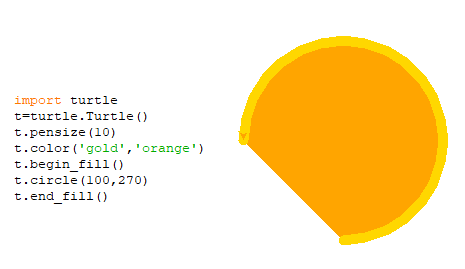 import turtle
t=turtle.Turtle()
t.pensize(10)
t.color('gold','orange')
t.begin_fill()
t.circle(100,270)
t.end_fill()